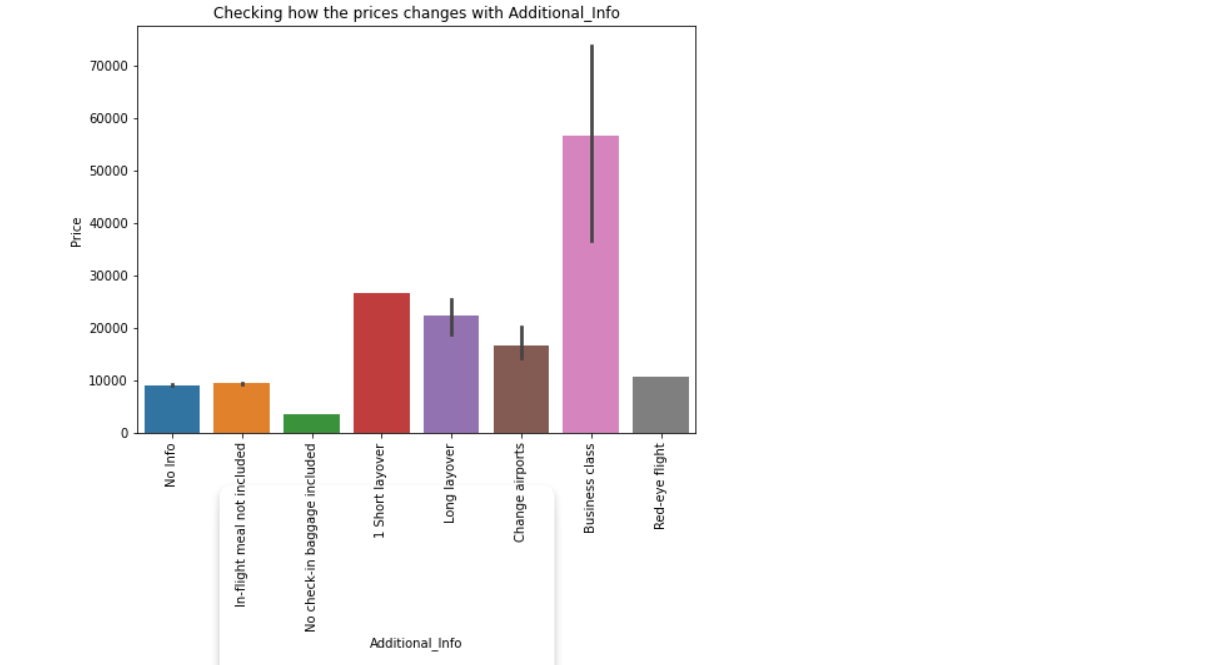 Checking how the prices changes with Additional_Info
70000
60000
50000
40000
30000
20000
10000
0
Price
No Info
In-flight meal not included
No check-in baggage included
1 Short layover
Long layover
Change airports
Business class
Red-eye flight
Additional_Info